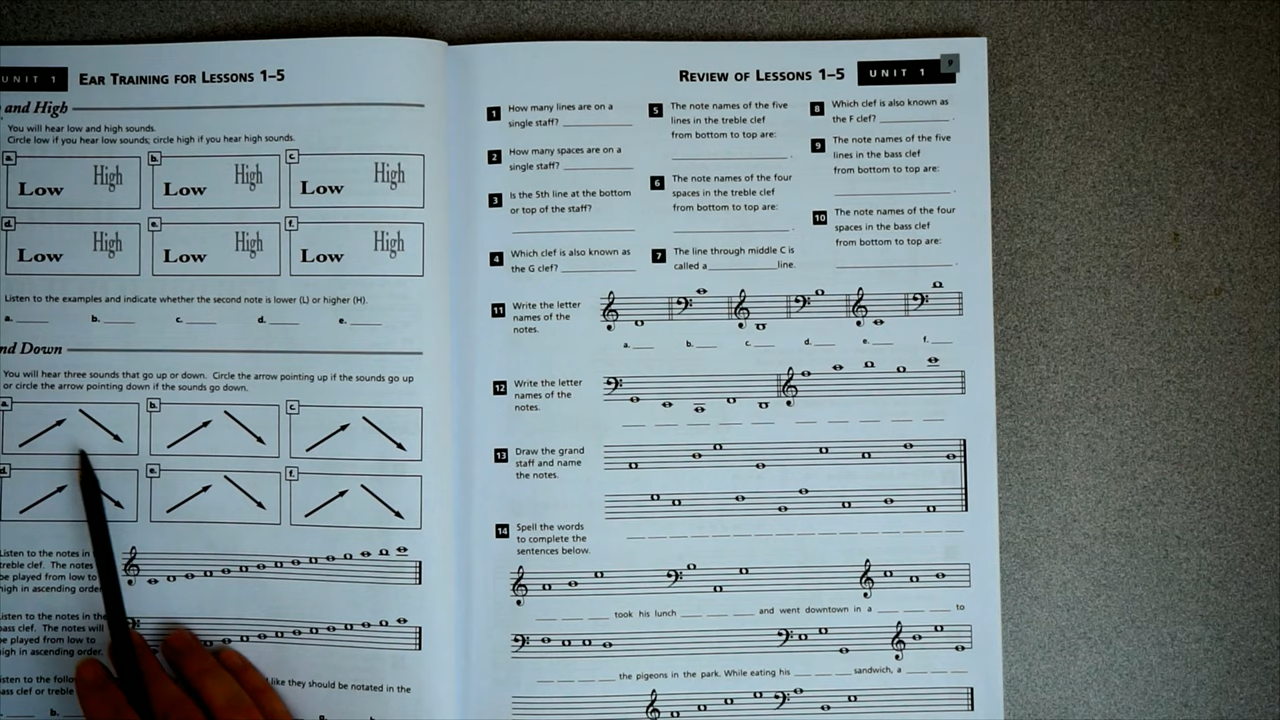 UNIT 1 EAR TRAINING FOR LESSONS 1–5
and High
You will hear low and high sounds.
Circle low if you hear low sounds; circle high if you hear high sounds.
a. Low High b. Low High c. Low High
d. Low High e. Low High f. Low High
Listen to the examples and indicate whether the second note is lower (L) or higher (H).
a. b. c. d. e.
nd Down
You will hear three sounds that go up or down. Circle the arrow pointing up if the sounds go up
or circle the arrow pointing down if the sounds go down.
a. b. c.
d. e. f.
Listen to the notes in
treble clef. The notes
be played from low to
high in ascending order
Listen to the notes in the
bass clef. The notes will
be played from low to
high in ascending order.
isten to the
ass clef or treble
like they should be notated in the
b.
REVIEW OF LESSONS 1–5 UNIT 1 9
1 How many lines are on a
single staff?
2 How many spaces are on a
single staff?
3 Is the 5th line at the bottom
or top of the staff?
4 Which clef is also known as
the G clef?
5 The note names of the five
lines in the treble clef
from bottom to top are:
6 The note names of the four
spaces in the treble clef
from bottom to top are:
7 The line through middle C is
called a line.
8 Which clef is also known as
the F clef?
9 The note names of the five
lines in the bass clef
from bottom to top are:
10 The note names of the four
spaces in the bass clef
from bottom to top are:
11 Write the letter
names of the
notes.
a. b. c. d. e. f.
12 Write the letter
names of the
notes.
13 Draw the grand
staff and name
the notes.
14 Spell the words
to complete the
sentences below.
took his lunch and went downtown in a to
the pigeons in the park. While eating his sandwich, a